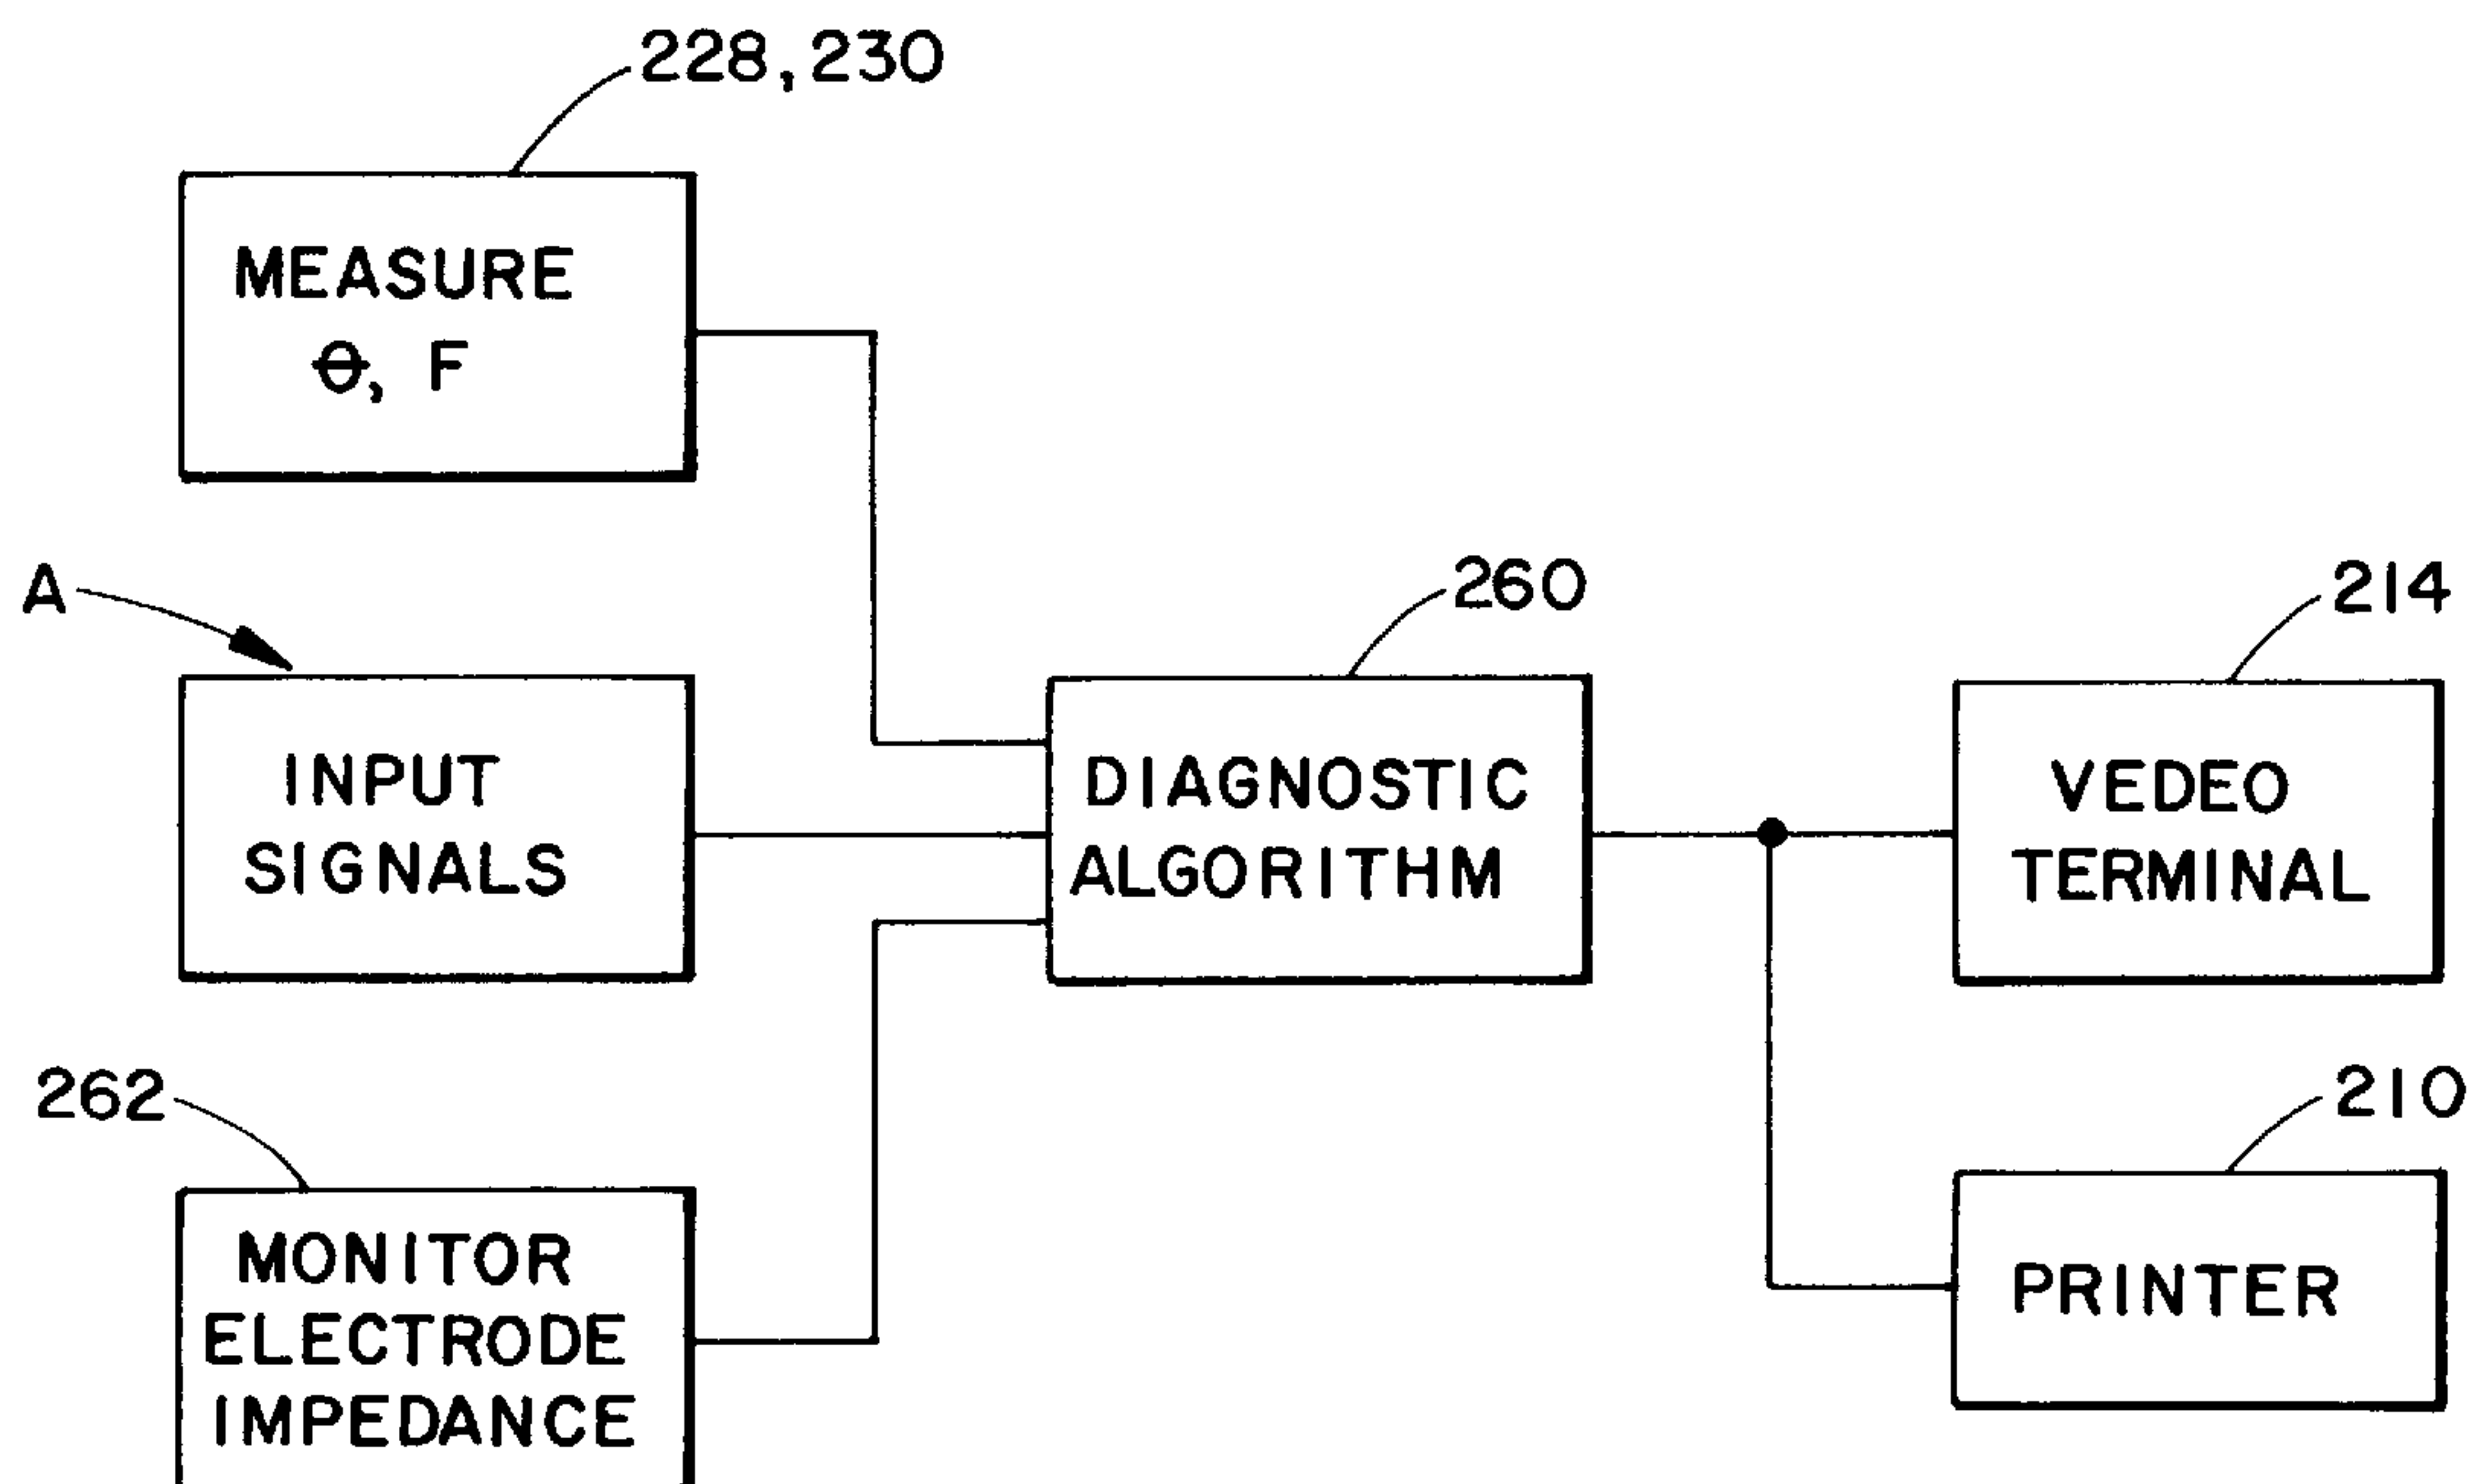 228, 230
MEASURE
Θ, F
A
INPUT
SIGNALS
260
DIAGNOSTIC
ALGORITHM
214
VEDEO
TERMINAL
262
MONITOR
ELECTRODE
IMPEDANCE
210
PRINTER